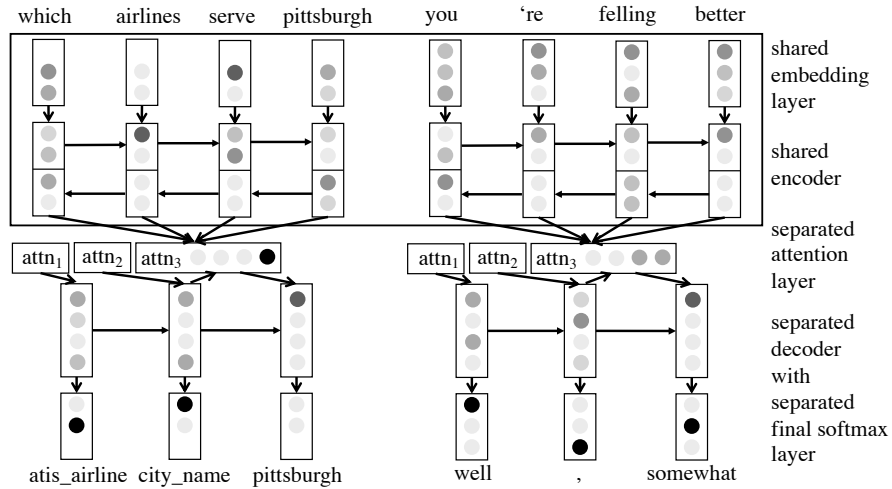 which airlines serve pittsburgh you ‘re felling better
shared
embedding
layer
shared
encoder
separated
attention
layer
attn1 attn2 attn3 attn1 attn2 attn3
separated
decoder
with
separated
final softmax
layer
atis_airline city_name pittsburgh well , somewhat